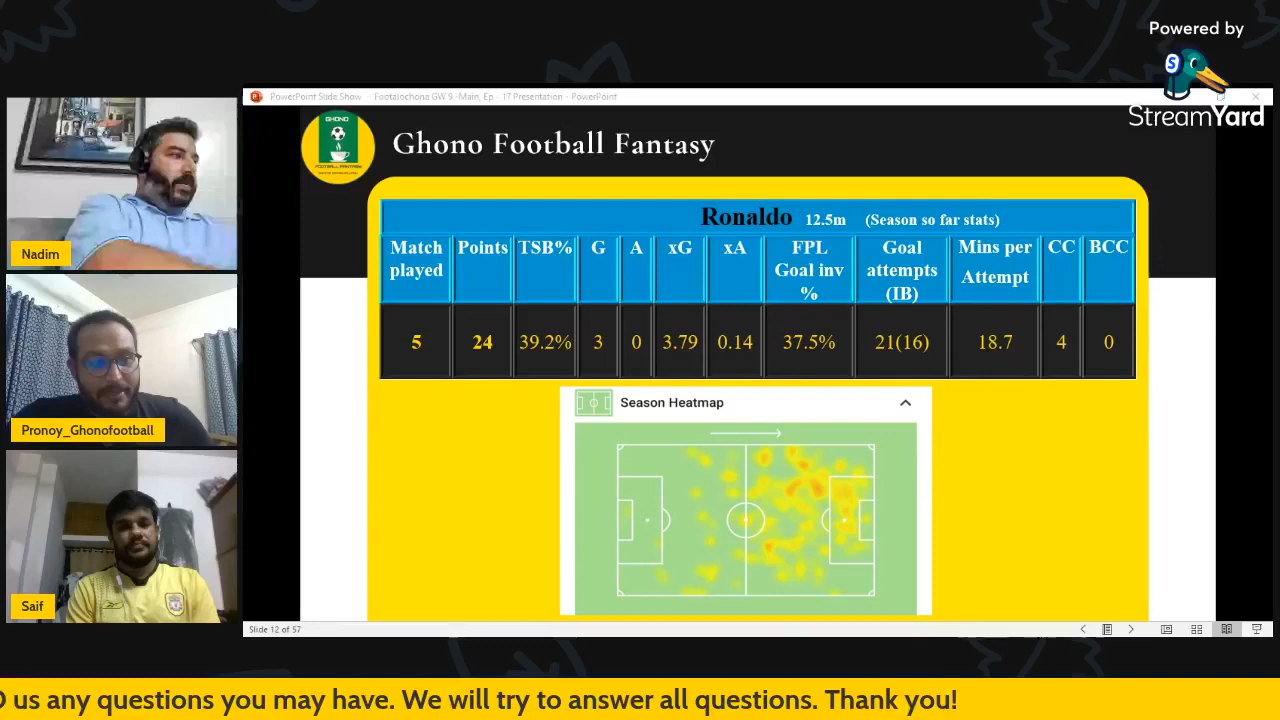 Powered by
S
StreamYard
PowerPoint Slide Show - Footalochona GW 9 -Main, Ep - 17 Presentation - PowerPoint
GHONO
FOOTBALL FANTASY
Ghono Football Fantasy
Ronaldo 12.5m (Season so far stats)
Match played Points TSB% G A xG xA FPL Goal inv % Goal attempts (IB) Mins per Attempt CC BCC
5 24 39.2% 3 0 3.79 0.14 37.5% 21(16) 18.7 4 0
Season Heatmap
Nadim
Pronoy_Ghonofootball
Saif
Slide 12 of 57
us any questions you may have. We will try to answer all questions. Thank you!